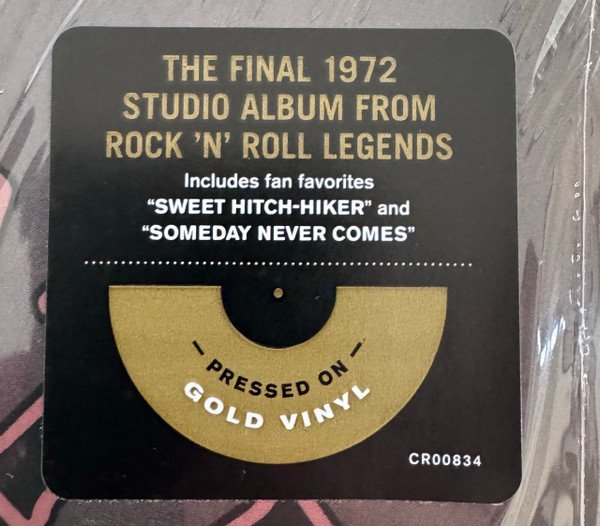 THE FINAL 1972
STUDIO ALBUM FROM
ROCK 'N' ROLL LEGENDS
Includes fan favorites
“SWEET HITCH-HIKER” and
“SOMEDAY NEVER COMES”
— PRESSED ON —
GOLD VINYL
CR00834